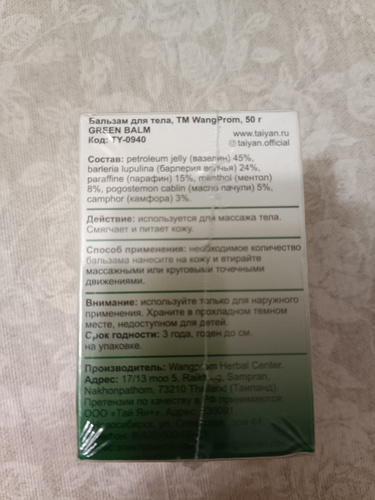 Бальзам для тела, ТМ WangProm, 50 г
GREEN BALM
Код: TY-0940
www.taiyan.ru
@taiyan.official
Состав: petroleum jelly (вазелин) 45%,
barleria lupulina (барлерия волчья) 24%,
paraffine (парафин) 15%, menthol (ментол)
8%, pogostemon cablin (масло пачули) 5%,
camphor (камфора) 3%.
Действие: используется для массажа тела.
Смягчает и питает кожу.
Способ применения: необходимое количество
бальзама нанесите на кожу и втирайте
массажными или круговыми точечными
движениями.
Внимание: используйте только для наружного
применения. Храните в прохладном темном
месте, недоступном для детей.
Срок годности: 3 года, годен до см.
на упаковке.
Производитель: Wangprom Herbal Center.
Адрес: 17/13 moo 5, Sampran,
Nakhonpathom, 73210 Thailand (Таиланд).
Претензии по качеству в РФ принимают
ООО «Тай Ян». Адрес: